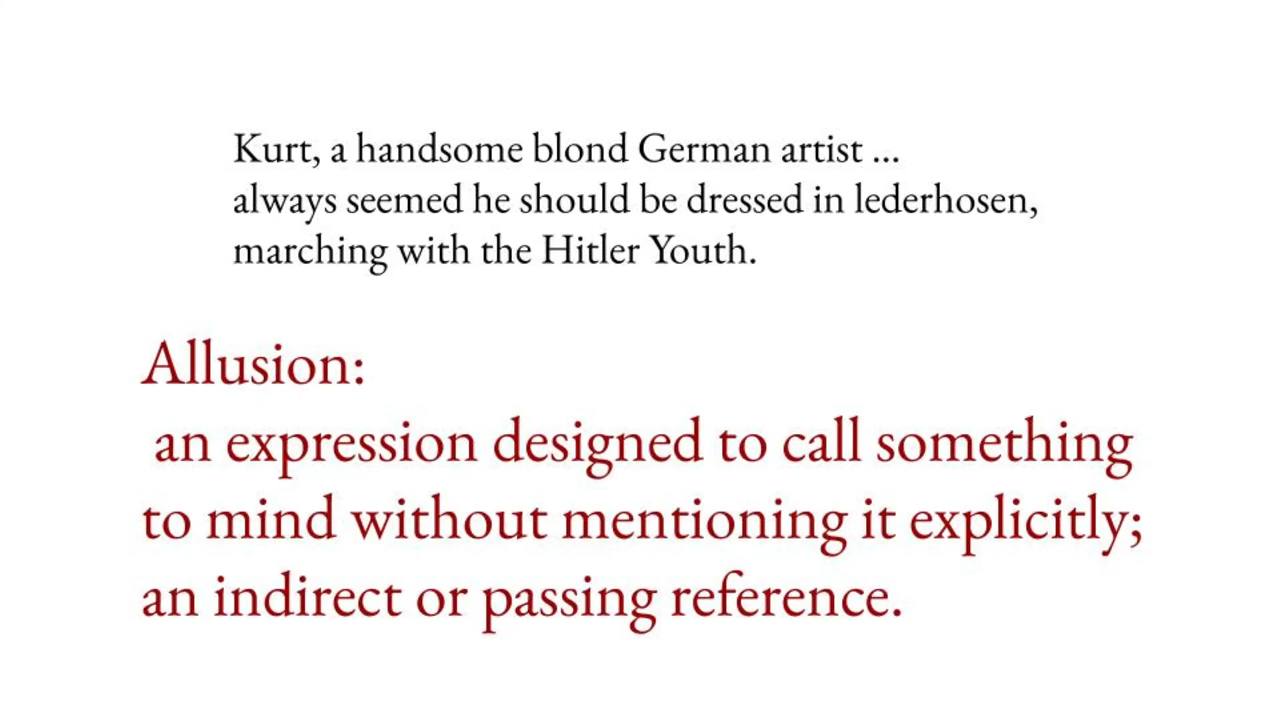 Kurt, a handsome blond German artist ...
always seemed he should be dressed in lederhosen,
marching with the Hitler Youth.
Allusion:
an expression designed to call something
to mind without mentioning it explicitly;
an indirect or passing reference.